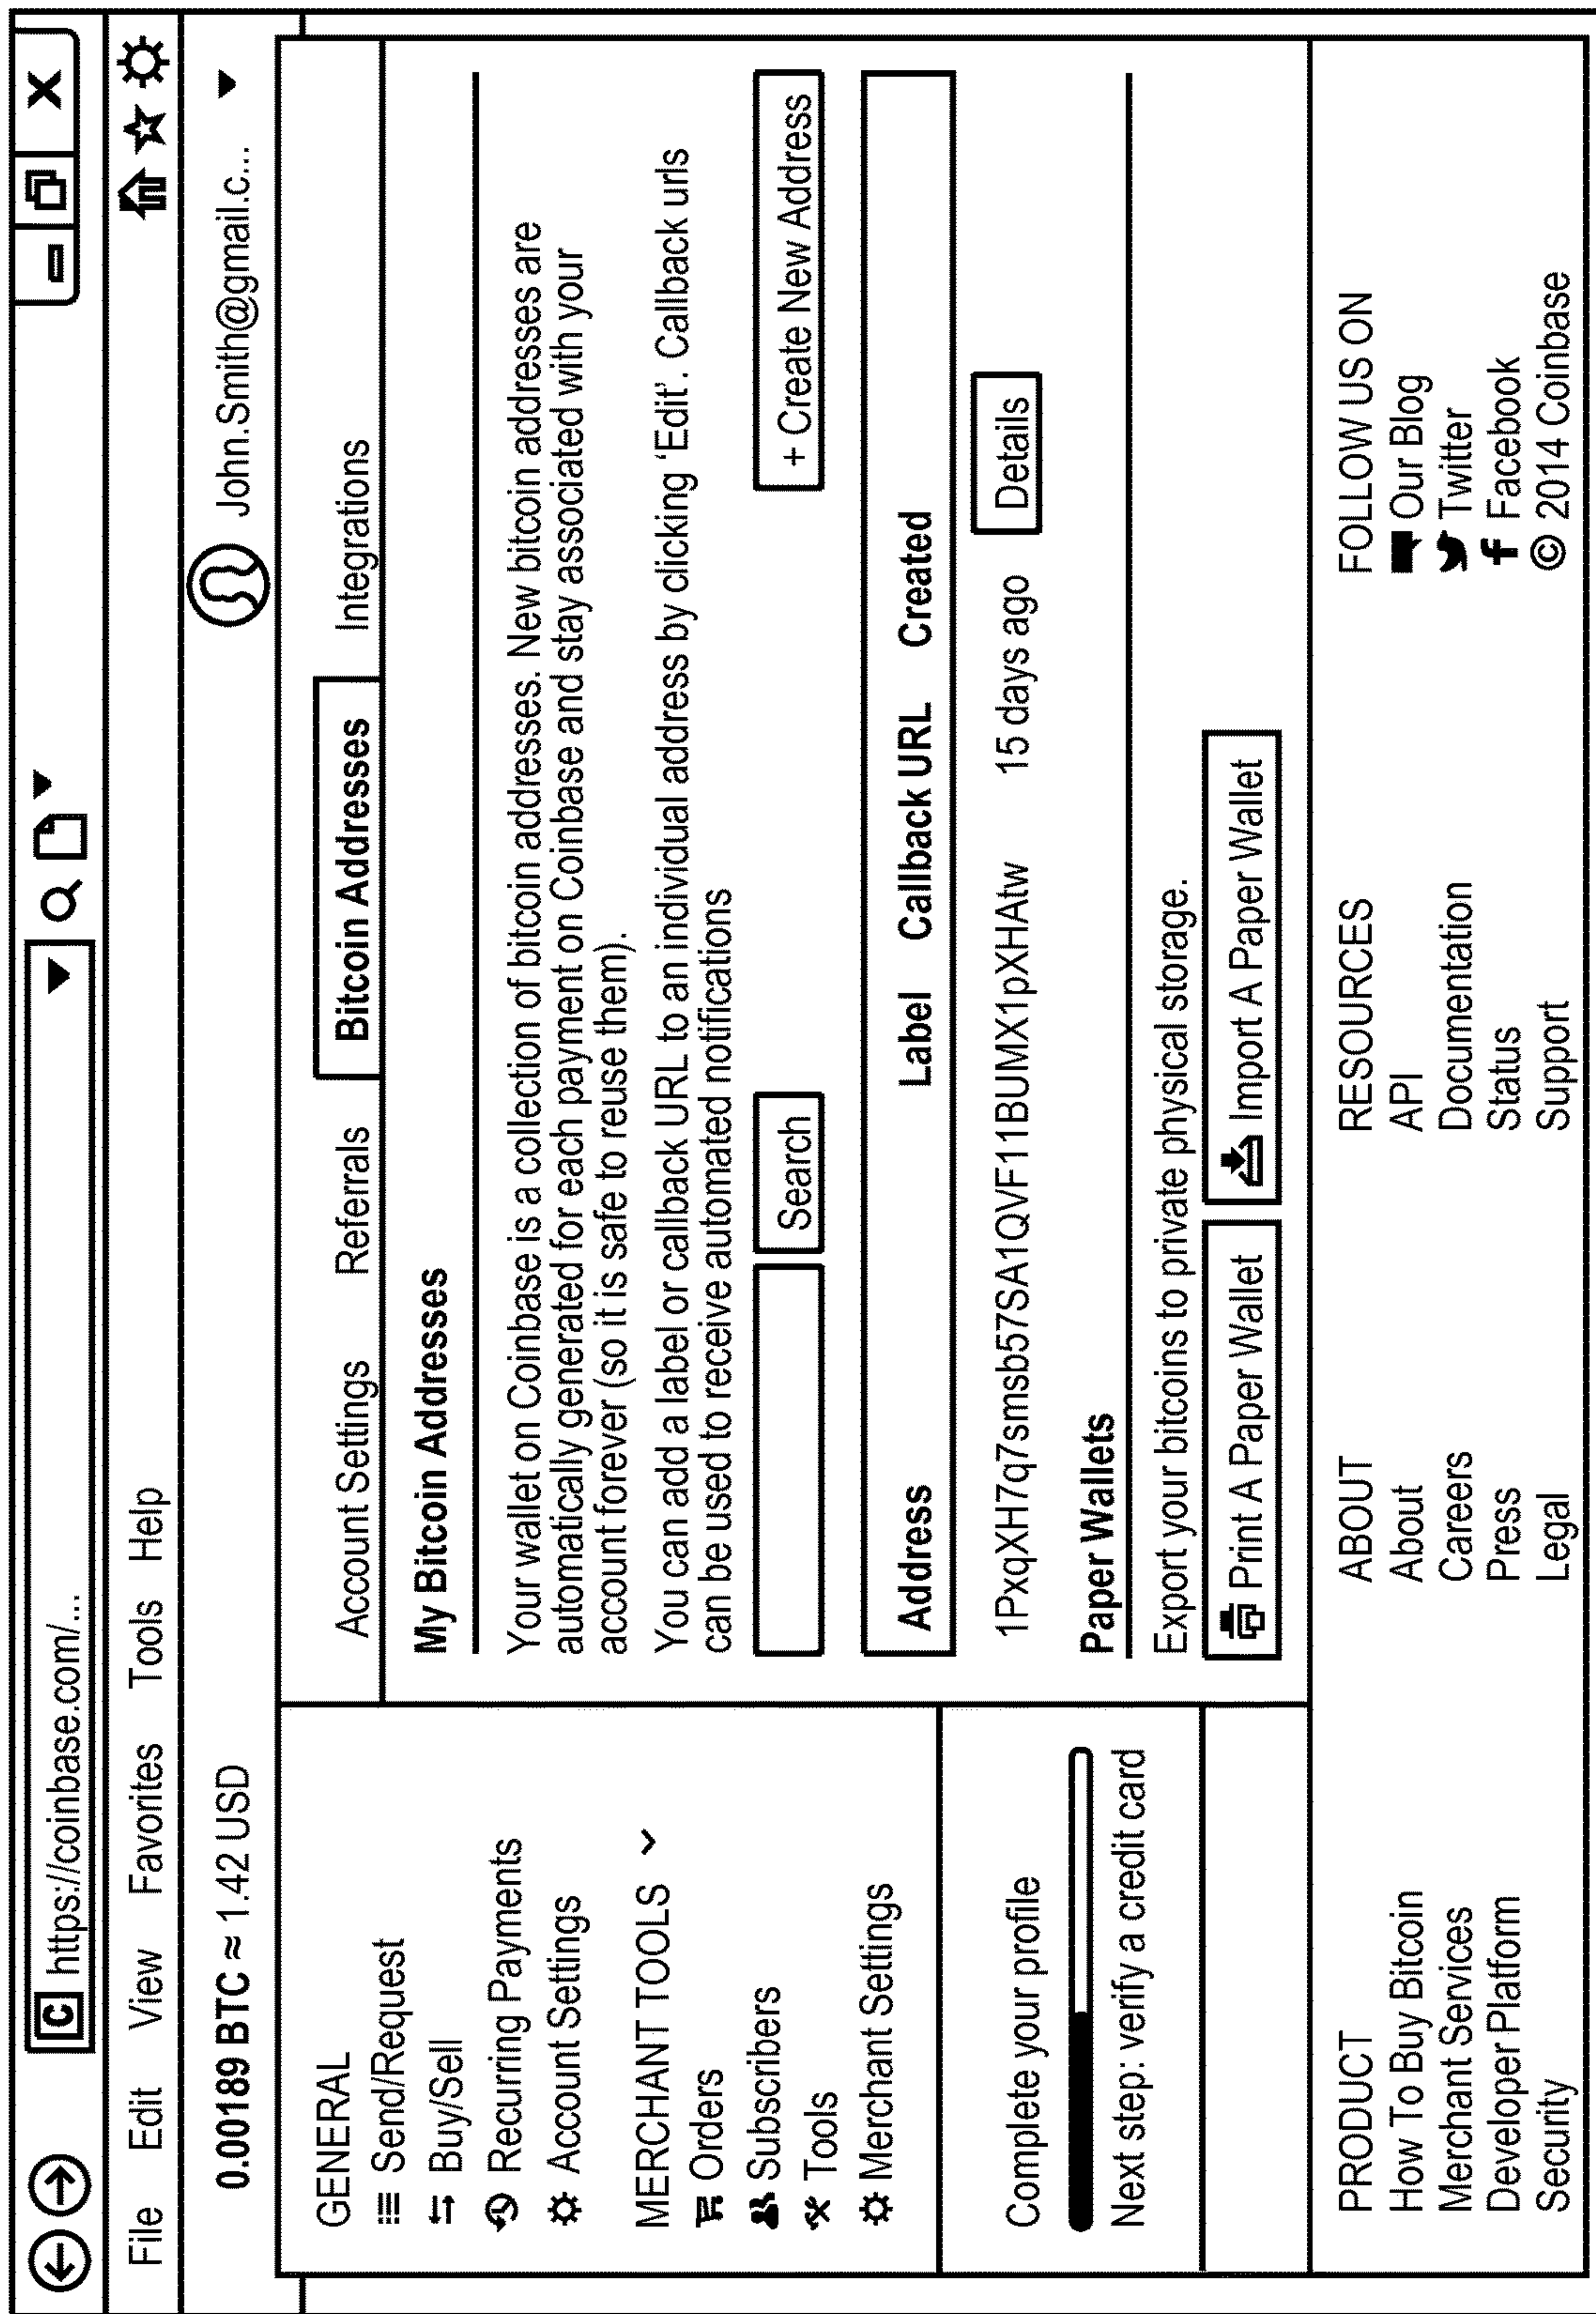 X
C https://coinbase.com/...
File Edit View Favorites Tools Help
0.00189 BTC ≈ 1.42 USD
John.Smith@gmail.c...
GENERAL
Send/Request
Buy/Sell
Recurring Payments
Account Settings
MERCHANT TOOLS
Orders
Subscribers
Tools
Merchant Settings
Complete your profile
Next step: verify a credit card
Account Settings Referrals Bitcoin Addresses Integrations
My Bitcoin Addresses
Your wallet on Coinbase is a collection of bitcoin addresses. New bitcoin addresses are
automatically generated for each payment on Coinbase and stay associated with your
account forever (so it is safe to reuse them).
You can add a label or callback URL to an individual address by clicking 'Edit'. Callback urls
can be used to receive automated notifications
Search
+ Create New Address
Address Label Callback URL Created
1PxqXH7q7smsb57SA1QVF11BUMX1pXHAtw 15 days ago Details
Paper Wallets
Export your bitcoins to private physical storage.
Print A Paper Wallet Import A Paper Wallet
PRODUCT
How To Buy Bitcoin
Merchant Services
Developer Platform
Security
ABOUT
About
Careers
Press
Legal
RESOURCES
API
Documentation
Status
Support
FOLLOW US ON
Our Blog
Twitter
f Facebook
© 2014 Coinbase